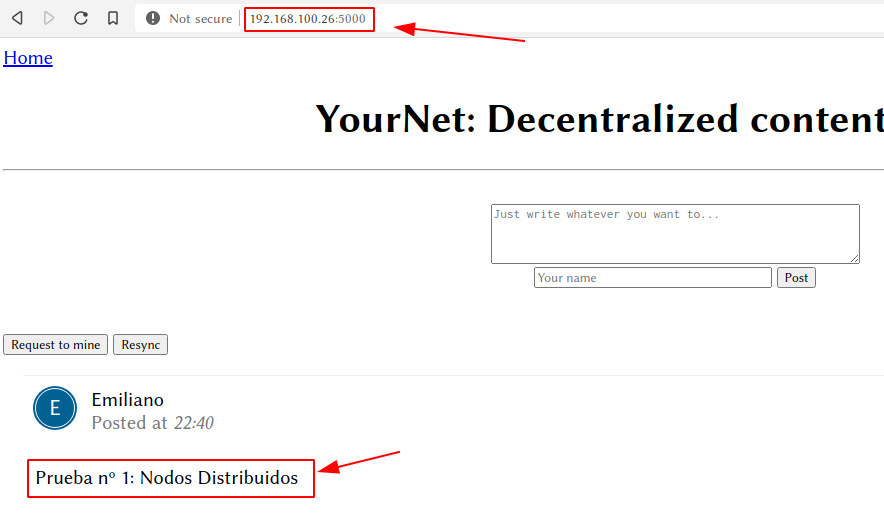 Not secure
192.168.100.26:5000
Home
YourNet: Decentralized content
Just write whatever you want to...
Your name
Post
Request to mine
Resync
E
Emiliano
Posted at 22:40
Prueba nº 1: Nodos Distribuidos